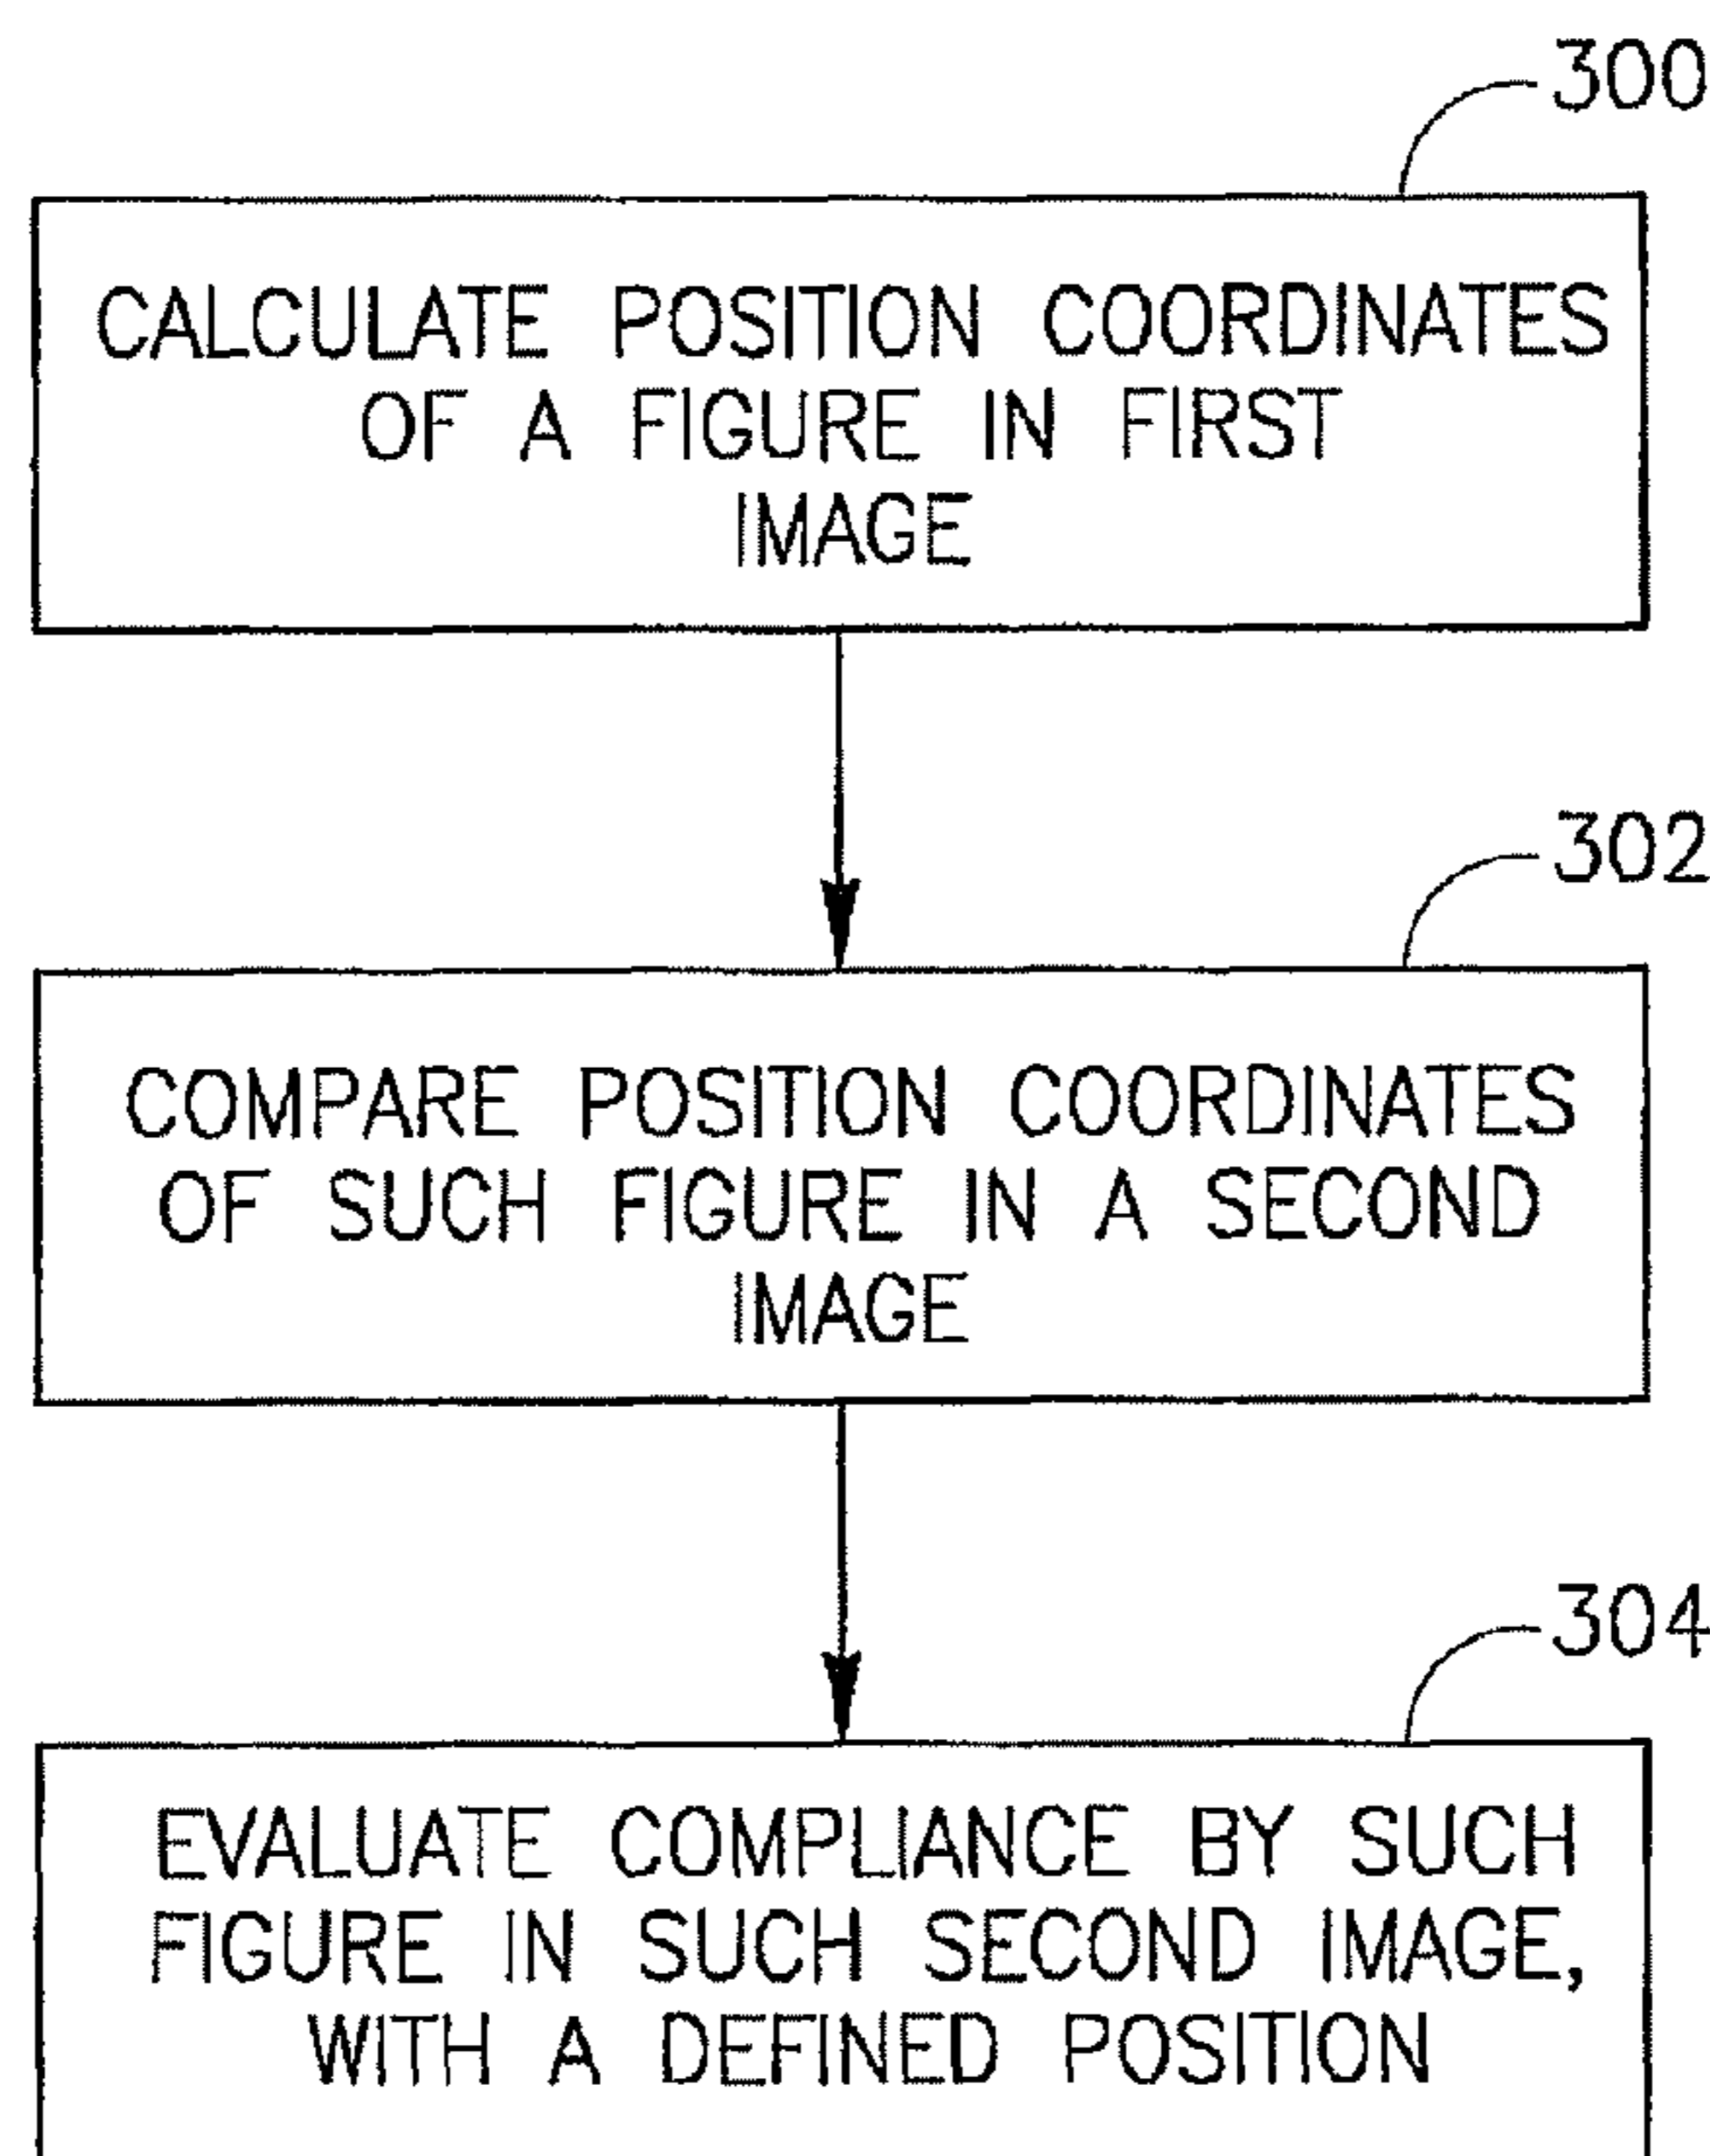 300
CALCULATE POSITION COORDINATES
OF A FIGURE IN FIRST
IMAGE
302
COMPARE POSITION COORDINATES
OF SUCH FIGURE IN A SECOND
IMAGE
304
EVALUATE COMPLIANCE BY SUCH
FIGURE IN SUCH SECOND IMAGE,
WITH A DEFINED POSITION